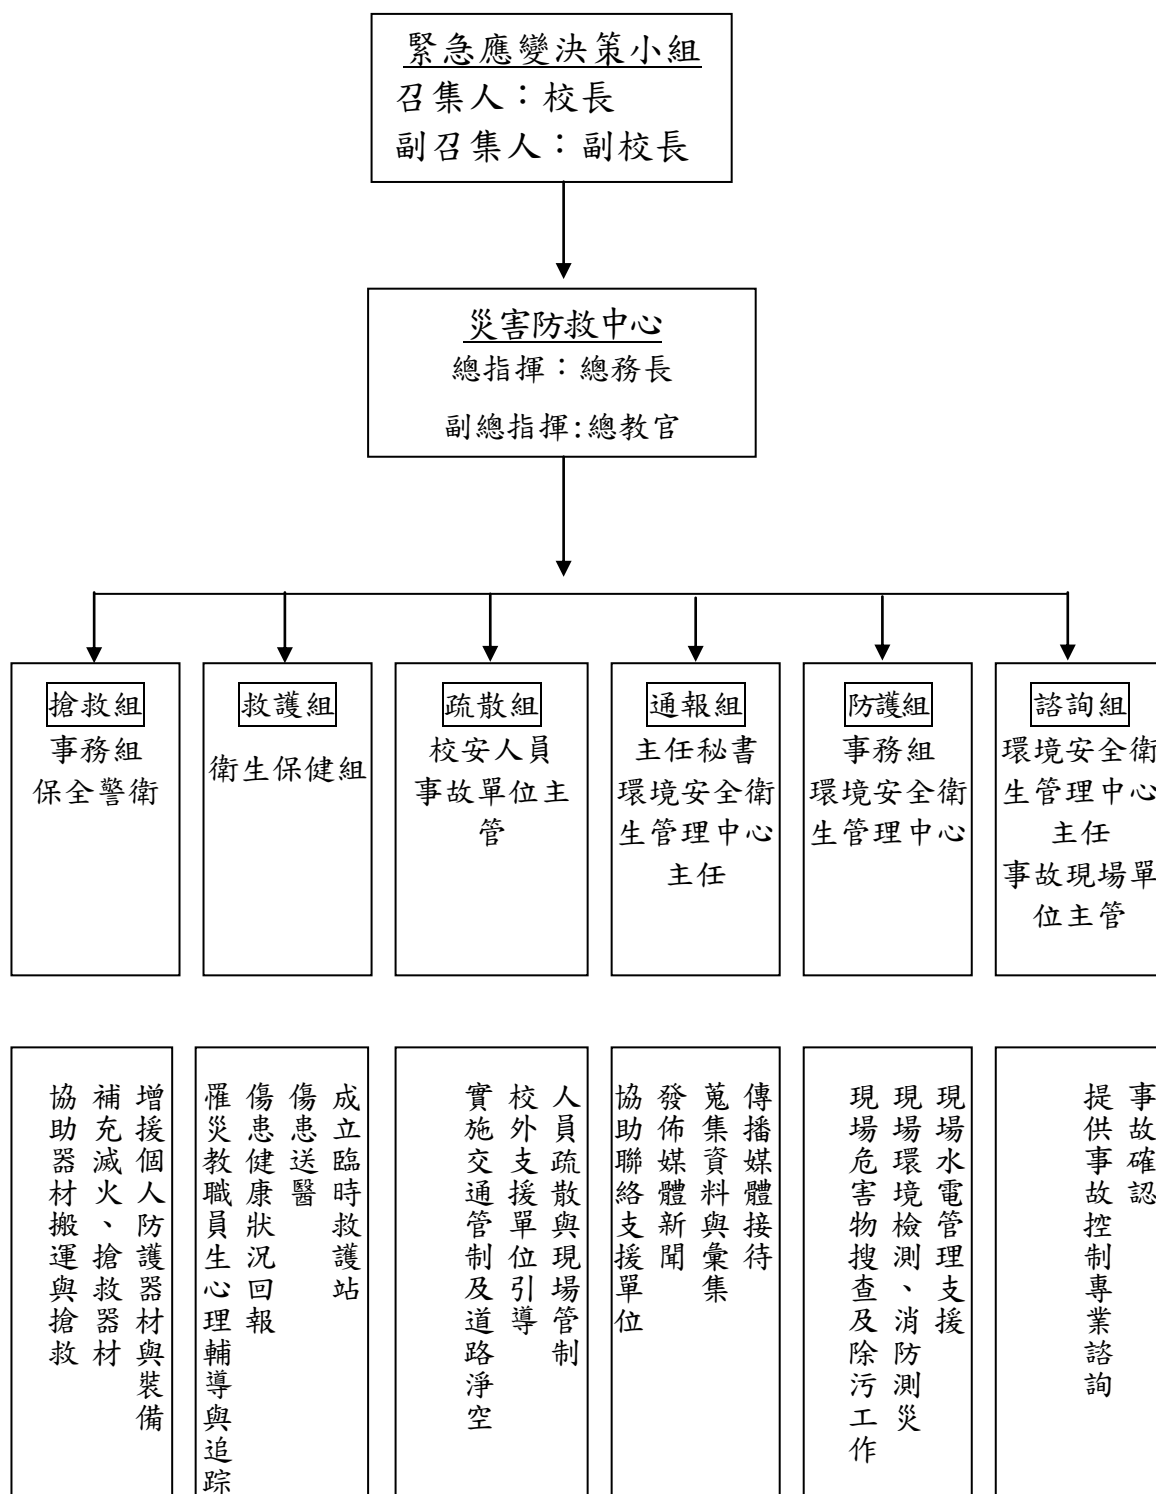 緊急應變決策小組
召集人：校長
副召集人：副校長
災害防救中心
總指揮：總務長
副總指揮:總教官
搶救組
事務組
保全警衛
救護組
衛生保健組
疏散組
校安人員
事故單位主
管
通報組
主任秘書
環境安全衛
生管理中心
主任
防護組
事務組
環境安全衛
生管理中心
諮詢組
環境安全衛
生管理中心
主任
事故現場單
位主管
增援個人防護器材與裝備
補充滅火、搶救器材
協助器材搬運與搶救
成立臨時救護站
傷患送醫
傷患健康狀況回報
罹災教職員生心理輔導與追踪
人員疏散與現場管制
校外支援單位引導
實施交通管制及道路淨空
傳播媒體接待
蒐集資料與彙集
發佈媒體新聞
協助聯絡支援單位
現場水電管理支援
現場環境檢測、消防測災
現場危害物搜查及除污工作
事故確認
提供事故控制專業諮詢